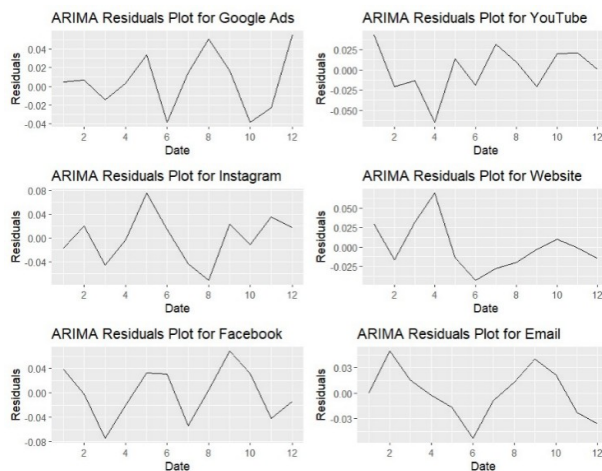 ARIMA Residuals Plot for Google Ads
0.04
0.02
0.00
-0.02
-0.04
Residuals
2 4 6 8 10 12
Date
ARIMA Residuals Plot for YouTube
0.025
0.000
-0.025
-0.050
Residuals
2 4 6 8 10 12
Date
ARIMA Residuals Plot for Instagram
0.08
0.04
0.00
-0.04
Residuals
2 4 6 8 10 12
Date
ARIMA Residuals Plot for Website
0.050
0.025
0.000
-0.025
Residuals
2 4 6 8 10 12
Date
ARIMA Residuals Plot for Facebook
0.04
0.00
-0.04
-0.08
Residuals
2 4 6 8 10 12
Date
ARIMA Residuals Plot for Email
0.03
0.00
-0.03
Residuals
2 4 6 8 10 12
Date